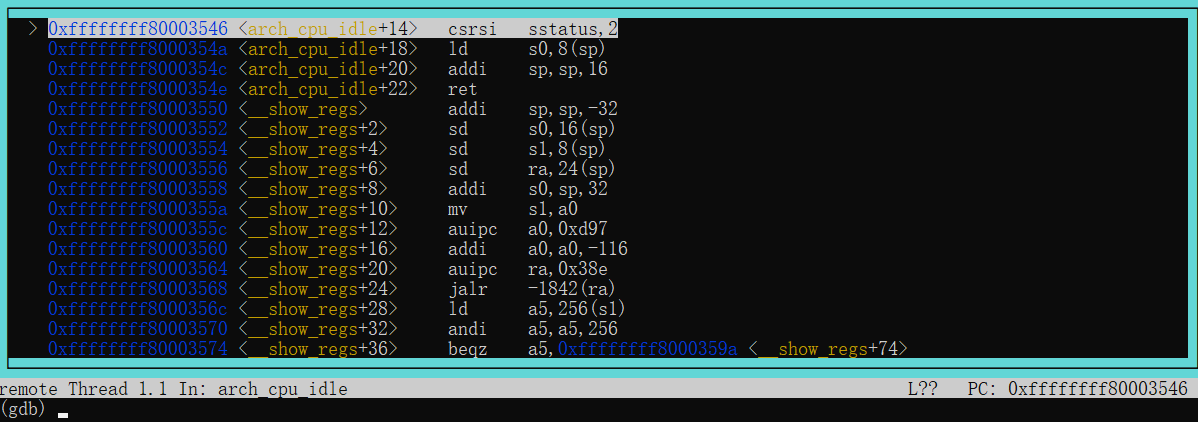 > 0xffffffff80003546 <arch_cpu_idle+14> csrsi sstatus,2
0xffffffff8000354a <arch_cpu_idle+18> ld s0,8(sp)
0xffffffff8000354c <arch_cpu_idle+20> addi sp,sp,16
0xffffffff8000354e <arch_cpu_idle+22> ret
0xffffffff80003550 <__show_regs> addi sp,sp,-32
0xffffffff80003552 <__show_regs+2> sd s0,16(sp)
0xffffffff80003554 <__show_regs+4> sd s1,8(sp)
0xffffffff80003556 <__show_regs+6> sd ra,24(sp)
0xffffffff80003558 <__show_regs+8> addi s0,sp,32
0xffffffff8000355a <__show_regs+10> mv s1,a0
0xffffffff8000355c <__show_regs+12> auipc a0,0xd97
0xffffffff80003560 <__show_regs+16> addi a0,a0,-116
0xffffffff80003564 <__show_regs+20> auipc ra,0x38e
0xffffffff80003568 <__show_regs+24> jalr -1842(ra)
0xffffffff8000356c <__show_regs+28> ld a5,256(s1)
0xffffffff80003570 <__show_regs+32> andi a5,a5,256
0xffffffff80003574 <__show_regs+36> beqz a5,0xffffffff8000359a <__show_regs+74>
remote Thread 1.1 In: arch_cpu_idle L?? PC: 0xffffffff80003546
(gdb)